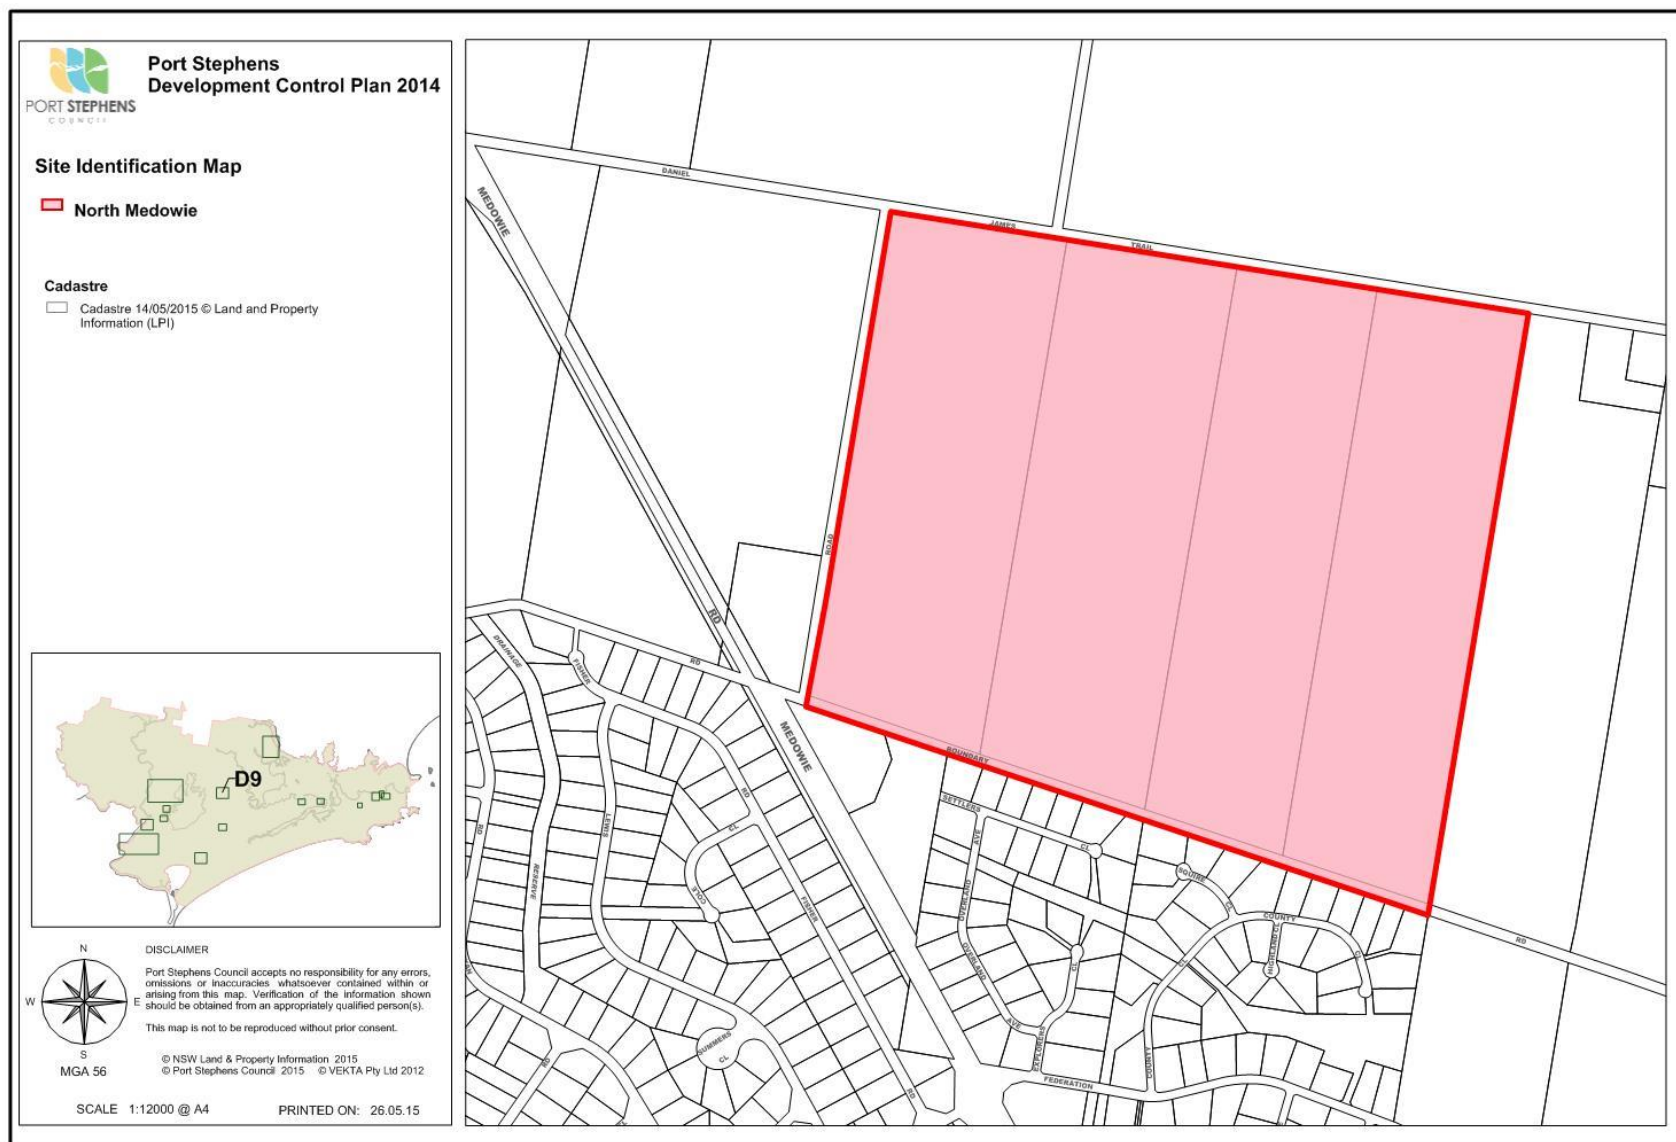 Port Stephens
Development Control Plan 2014
PORT STEPHENS
COUNCIL
Site Identification Map
North Medowie
Cadastre
Cadastre 14/05/2015 © Land and Property
Information (LPI)
D9
N
W
E
S
MGA 56
DISCLAIMER
Port Stephens Council accepts no responsibility for any errors,
omissions or inaccuracies whatsoever contained within or
arising from this map. Verification of the information shown
should be obtained from an appropriately qualified person(s).
This map is not to be reproduced without prior consent.
© NSW Land & Property Information 2015
© Port Stephens Council 2015 © VEKTA Pty Ltd 2012
SCALE 1:12000 @ A4
PRINTED ON: 26.05.15
DANIEL
JAMES
TRAIL
MEDOWIE
ROAD
RD
DRAINAGE
FISHER
RD
MEDOWIE
BOUNDARY
RD
SETTLERS
AVE
CL
RD
LEWIS
CL
RESERVE
COLE
FISHER
OVERLAND
SQUIRE
CL
COUNTY
HIGHLAND CL
CL
RD
OVERLAND
CL
CL
AVE
EXPLORERS
SUMMERS
CL
RD
COUNTY
FEDERATION
RD